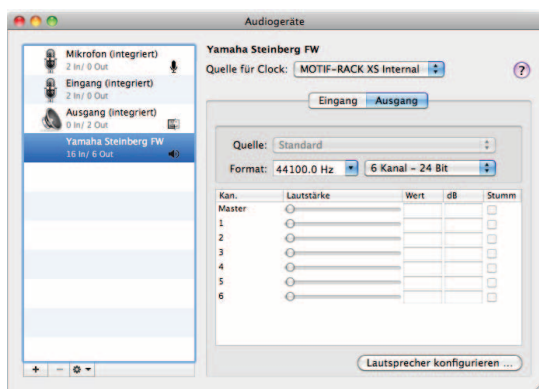 Audiogeräte
Mikrofon (integriert)
2 In/ 0 Out
Eingang (integriert)
2 In/ 0 Out
Ausgang (integriert)
0 In/ 2 Out
Yamaha Steinberg FW
16 In/ 6 Out
Yamaha Steinberg FW
Quelle für Clock: MOTIF-RACK XS Internal
?
Eingang Ausgang
Quelle: Standard
Format: 44100.0 Hz 6 Kanal – 24 Bit
Kan. Lautstärke Wert dB Stumm
Master
1
2
3
4
5
6
+ −
Lautsprecher konfigurieren ...